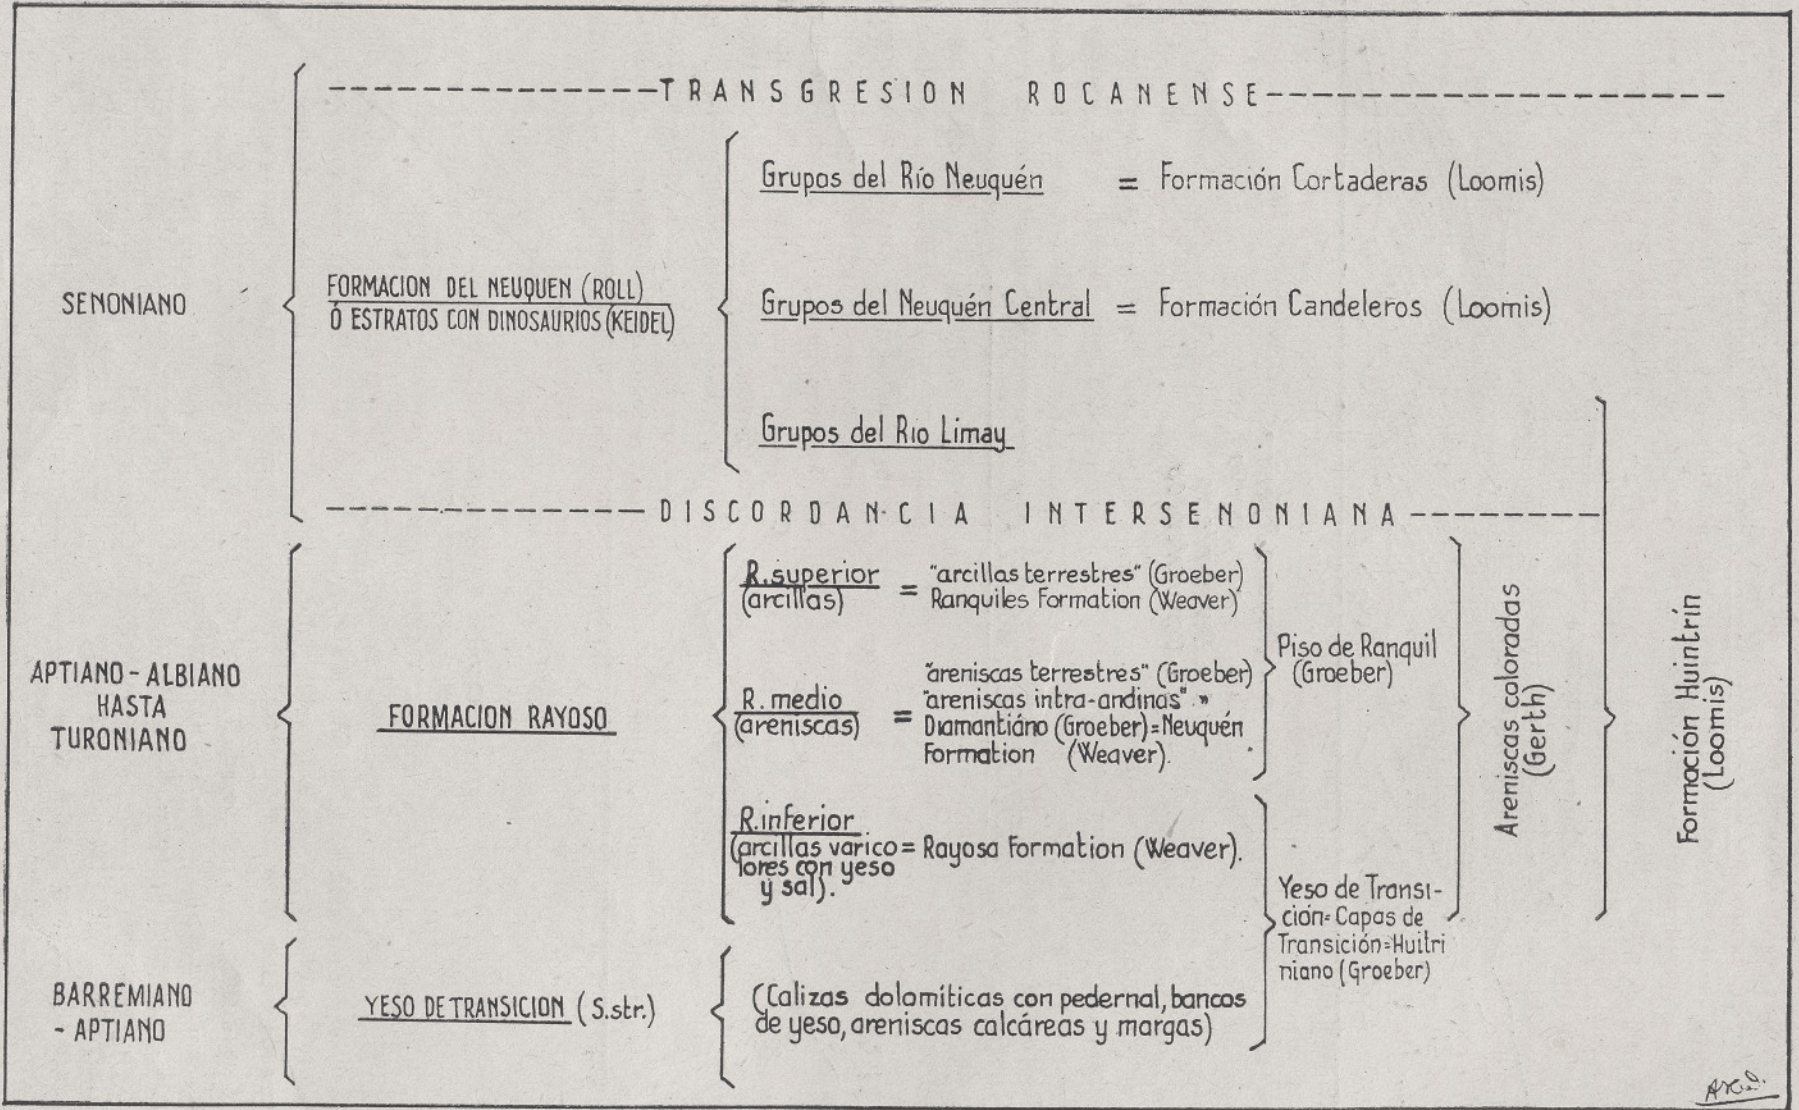 TRANSGRESION ROCANENSE
SENONIANO
FORMACION DEL NEUQUEN (ROLL)
Ó ESTRATOS CON DINOSAURIOS (KEIDEL)
Grupos del Río Neuquén = Formación Cortaderas (Loomis)
Grupos del Neuquén Central = Formación Candeleros (Loomis)
Grupos del Rio Limay
DISCORDANCIA INTERSENONIANA
APTIANO - ALBIANO
HASTA
TURONIANO
FORMACION RAYOSO
R. superior
(arcillas)
=
"arcillas terrestres" (Groeber)
Ranquiles Formation (Weaver)
R. medio
(areniscas)
=
"areniscas terrestres" (Groeber)
"areniscas intra-andinas" "
Diamantiáno (Groeber) = Neuquén
Formation (Weaver).
R. inferior
(arcillas varico = Rayosa Formation (Weaver).
lores con yeso
y sal).
Piso de Ranquil
(Groeber)
Yeso de Transi-
ción = Capas de
Transición = Huitri
niano (Groeber)
Areniscas coloradas
(Gerth)
Formación Huintrín
(Loomis)
BARREMIANO
- APTIANO
YESO DE TRANSICION (S.str.)
(Calizas dolomíticas con pedernal, bancos
de yeso, areniscas calcáreas y margas)